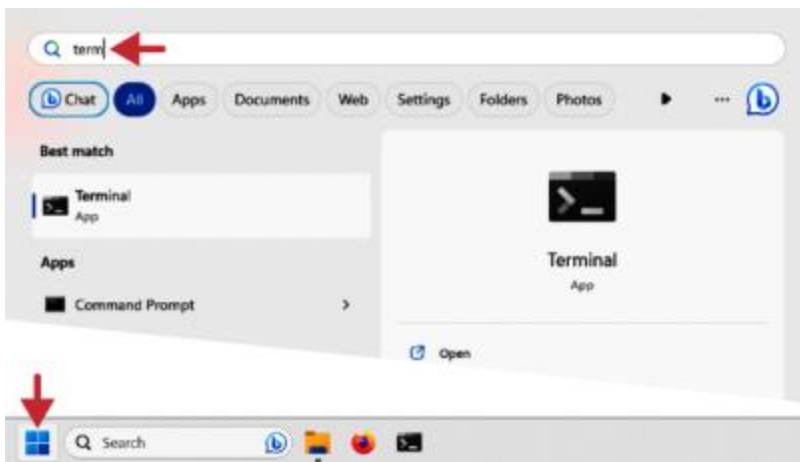 term
Chat All Apps Documents Web Settings Folders Photos ...
Best match
Terminal
App
Apps
Command Prompt
Terminal
App
Open
Search